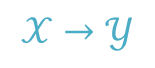 𝒳 → 𝒴